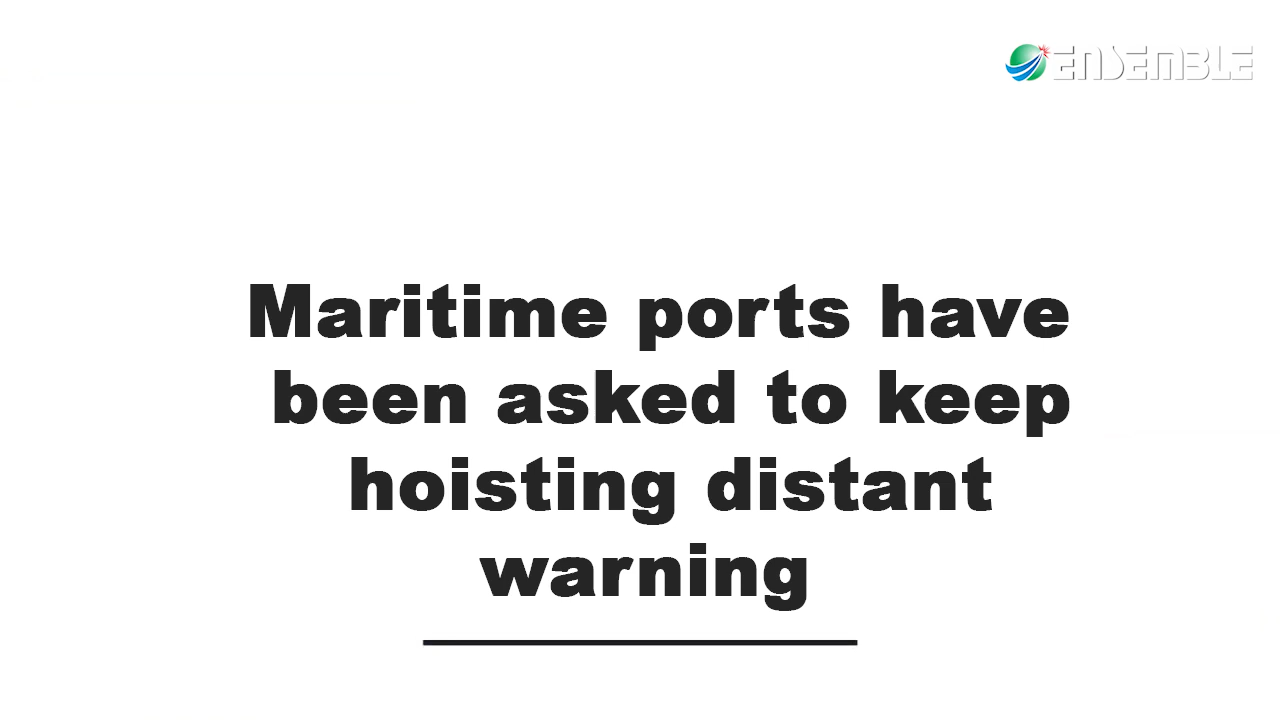 ENSEMBLE
Maritime ports have
been asked to keep
hoisting distant
warning